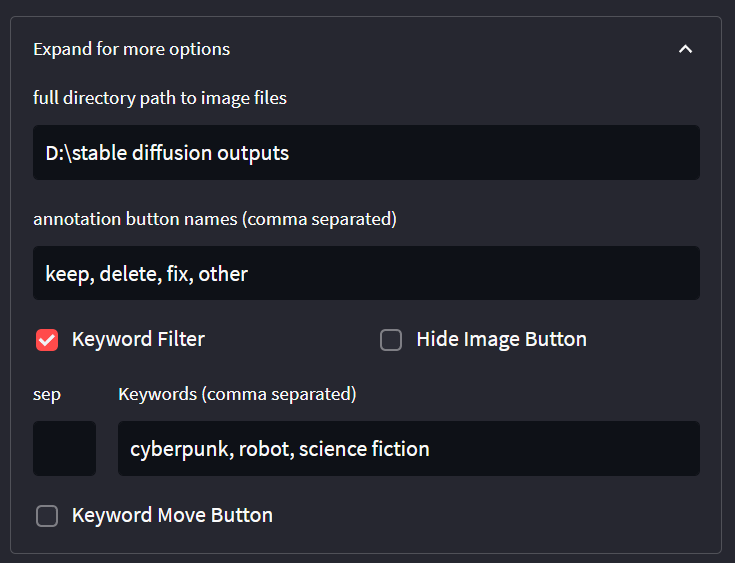 Expand for more options
full directory path to image files
D:\stable diffusion outputs
annotation button names (comma separated)
keep, delete, fix, other
Keyword Filter
Hide Image Button
sep
Keywords (comma separated)
cyberpunk, robot, science fiction
Keyword Move Button